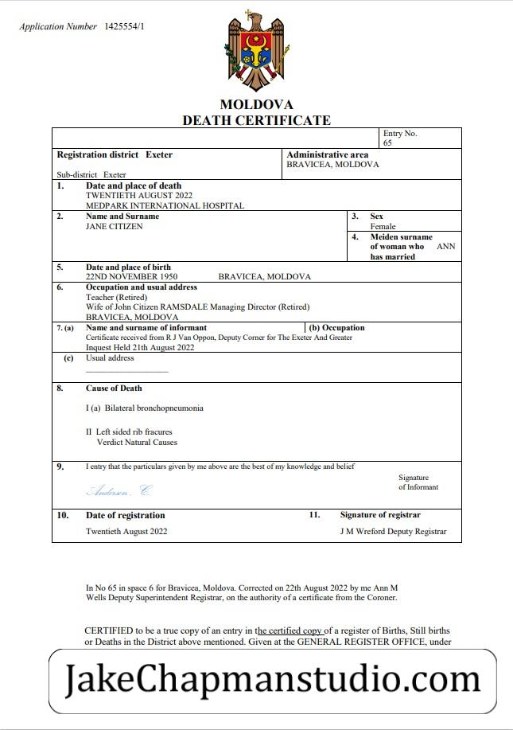 Application Number 1425554/1
MOLDOVA
DEATH CERTIFICATE
Entry No.
65
Registration district Exeter
Administrative area
BRAVICEA, MOLDOVA
Sub-district Exeter
1. Date and place of death
TWENTIETH AUGUST 2022
MEDPARK INTERNATIONAL HOSPITAL
2. Name and Surname
JANE CITIZEN
3. Sex
Female
4. Meiden surname
of woman who ANN
has married
5. Date and place of birth
22ND NOVEMBER 1950 BRAVICEA, MOLDOVA
6. Occupation and usual address
Teacher (Retired)
Wife of John Citizen RAMSDALE Managing Director (Retired)
BRAVICEA, MOLDOVA
7. (a) Name and surname of informant (b) Occupation
Certificate received from R J Van Oppon, Deputy Corner for The Exeter And Greater
Inquest Held 21th August 2022
(c) Usual address
8. Cause of Death
I (a) Bilateral bronchopneumonia
II Left sided rib fracures
Verdict Natural Causes
9. I entry that the particulars given by me above are the best of my knowledge and belief
Anderson. C.
Signature
of Informant
10. Date of registration 11. Signature of registrar
Twentieth August 2022 J M Wreford Deputy Registrar
In No 65 in space 6 for Bravicea, Moldova. Corrected on 22th August 2022 by me Ann M
Wells Deputy Superintendent Registrar, on the authority of a certificate from the Coroner.
CERTIFIED to be a true copy of an entry in the certified copy of a register of Births, Still births
or Deaths in the District above mentioned. Given at the GENERAL REGISTER OFFICE, under
JakeChapmanstudio.com